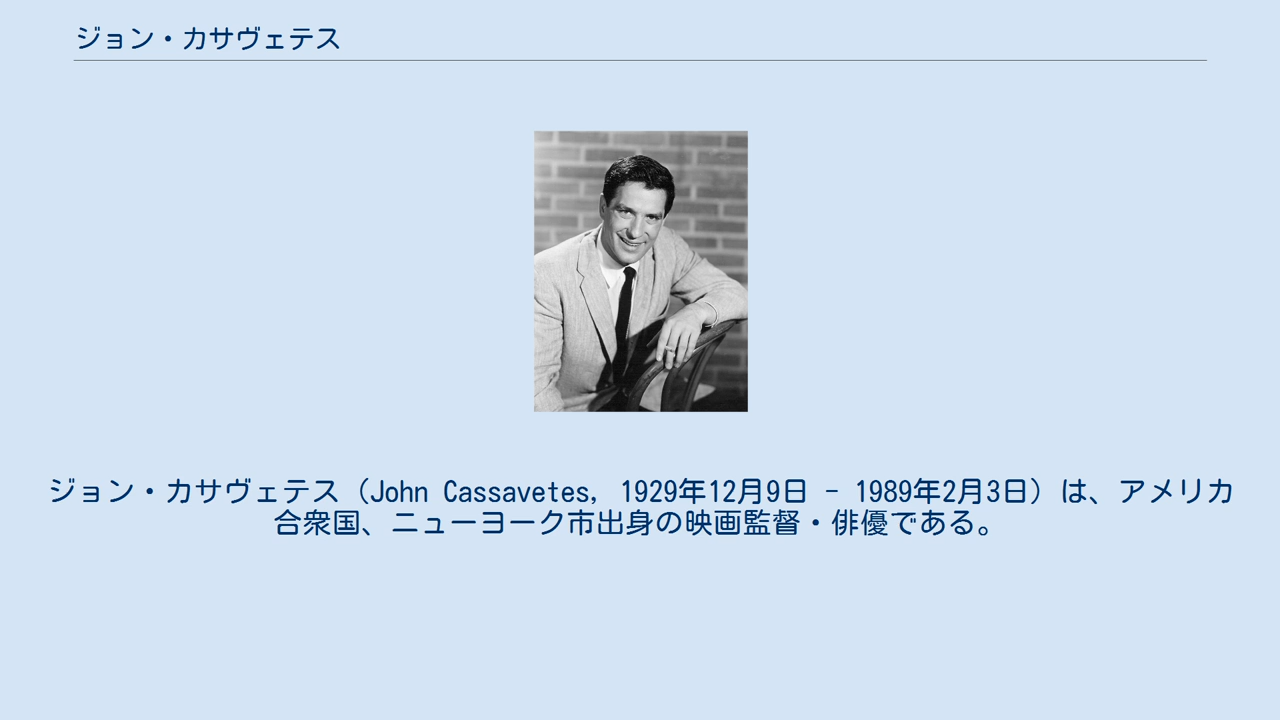 ジョン・カサヴェテス
ジョン・カサヴェテス（John Cassavetes, 1929年12月9日 - 1989年2月3日）は、アメリカ
合衆国、ニューヨーク市出身の映画監督・俳優である。